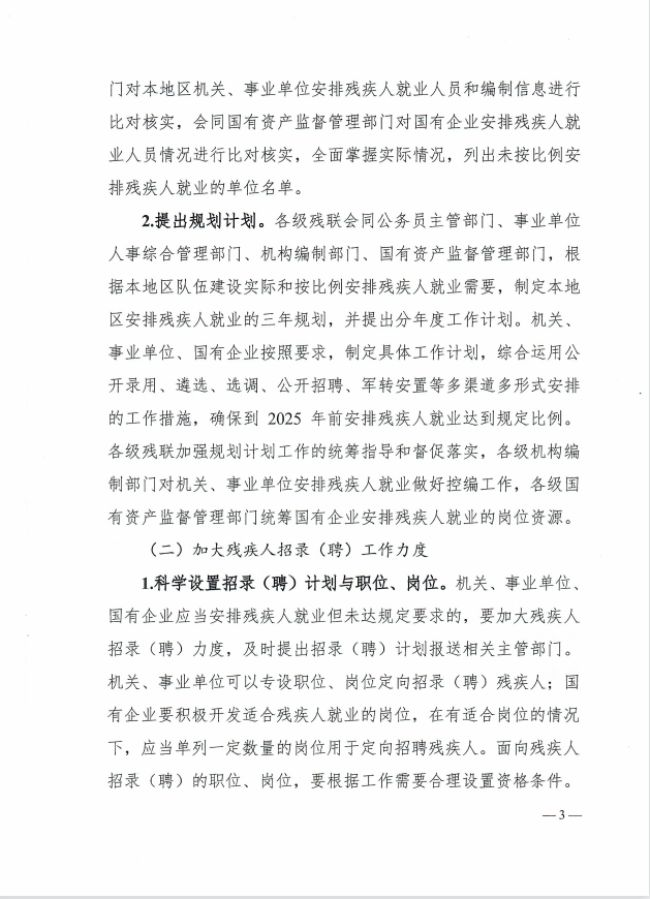 门对本地区机关、事业单位安排残疾人就业人员和编制信息进行
比对核实，会同国有资产监督管理部门对国有企业安排残疾人就
业人员情况进行比对核实，全面掌握实际情况，列出未按比例安
排残疾人就业的单位名单。
2.提出规划计划。各级残联会同公务员主管部门、事业单位
人事综合管理部门、机构编制部门、国有资产监督管理部门，根
据本地区队伍建设实际和按比例安排残疾人就业需要，制定本地
区安排残疾人就业的三年规划，并提出分年度工作计划。机关、
事业单位、国有企业按照要求，制定具体工作计划，综合运用公
开录用、遴选、选调、公开招聘、军转安置等多渠道多形式安排
的工作措施，确保到 2025 年前安排残疾人就业达到规定比例。
各级残联加强规划计划工作的统筹指导和督促落实，各级机构编
制部门对机关、事业单位安排残疾人就业做好控编工作，各级国
有资产监督管理部门统筹国有企业安排残疾人就业的岗位资源。
（二）加大残疾人招录（聘）工作力度
1.科学设置招录（聘）计划与职位、岗位。机关、事业单位、
国有企业应当安排残疾人就业但未达规定要求的，要加大残疾人
招录（聘）力度，及时提出招录（聘）计划报送相关主管部门。
机关、事业单位可以专设职位、岗位定向招录（聘）残疾人；国
有企业要积极开发适合残疾人就业的岗位，在有适合岗位的情况
下，应当单列一定数量的岗位用于定向招聘残疾人。面向残疾人
招录（聘）的职位、岗位，要根据工作需要合理设置资格条件。
— 3 —